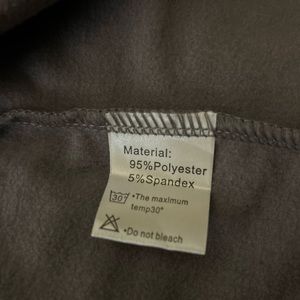 Material:
95%Polyester
5%Spandex
30° •The maximum
temp30°
•Do not bleach